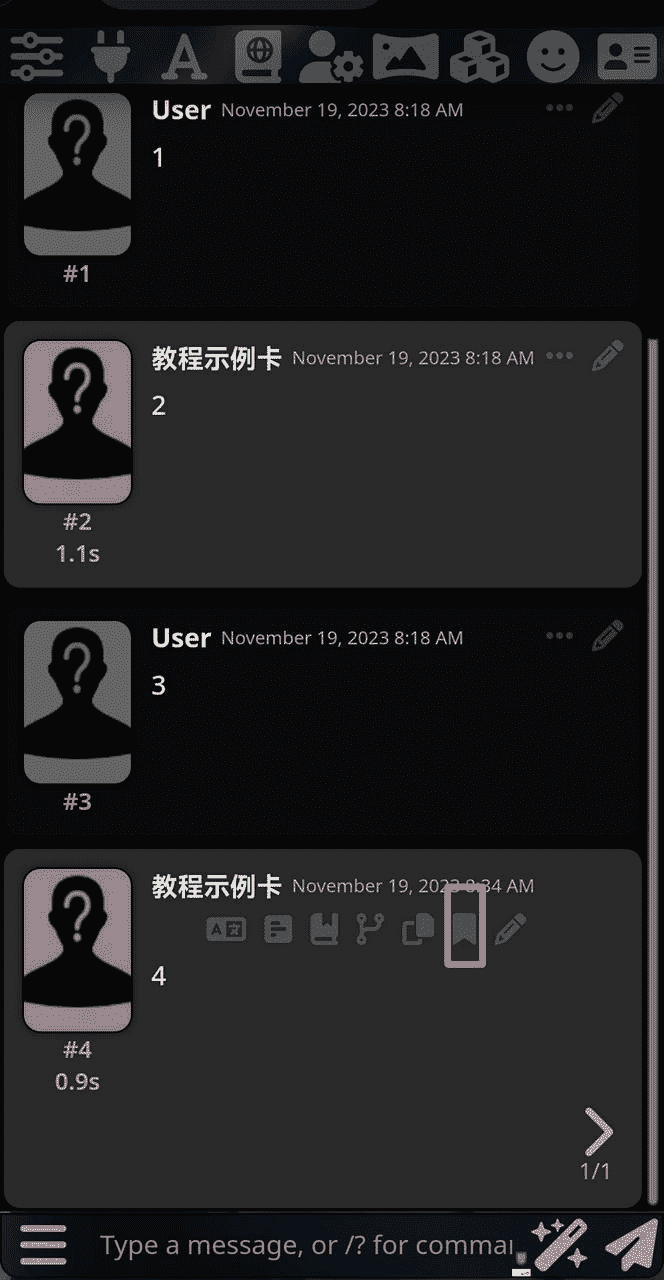 User November 19, 2023 8:18 AM
1
#1
教程示例卡 November 19, 2023 8:18 AM
2
#2
1.1s
User November 19, 2023 8:18 AM
3
#3
教程示例卡 November 19, 2023 8:34 AM
4
#4
0.9s
1/1
Type a message, or /? for comma